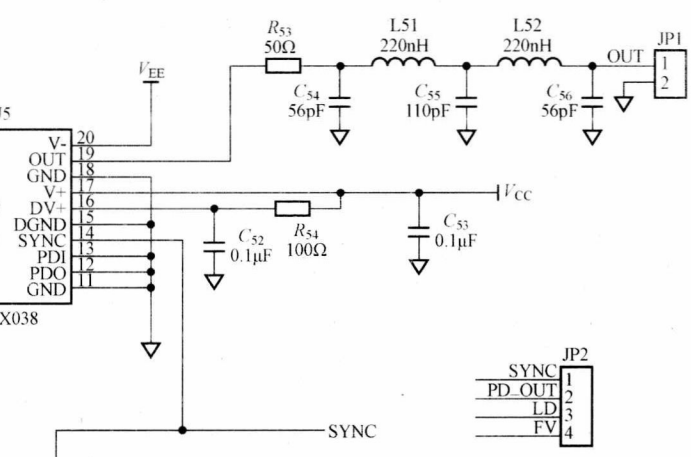 R53
50Ω
L51
220nH
L52
220nH
JP1
OUT
1
2
VEE
C54
56pF
C55
110pF
C56
56pF
J5
V- 20
OUT 19
GND 18
V+ 17
DV+ 16
DGND 15
SYNC 14
PDI 13
PDO 12
GND 11
X038
VCC
C52
0.1μF
R54
100Ω
C53
0.1μF
SYNC
JP2
SYNC 1
PD_OUT 2
LD 3
FV 4